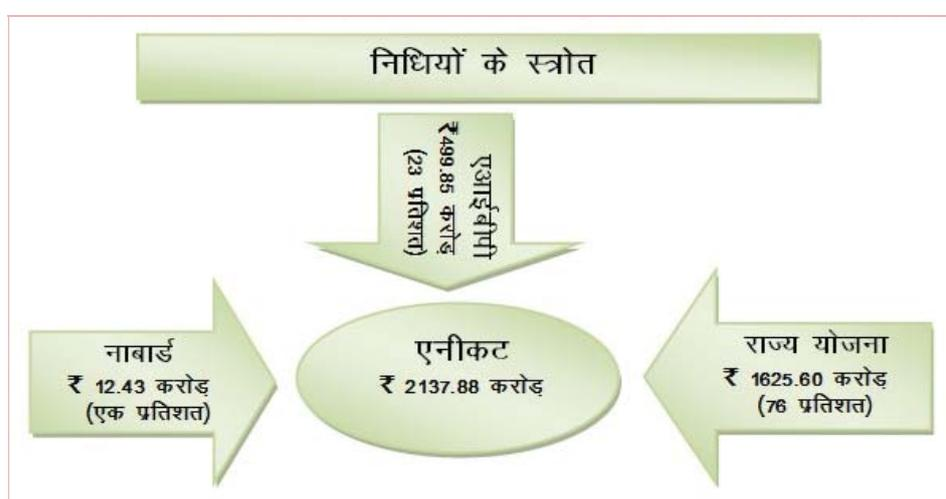 निधियों के स्त्रोत
एआईबीपी
₹499.85 करोड़
(23 प्रतिशत)
नाबार्ड
₹ 12.43 करोड़
(एक प्रतिशत)
एनीकट
₹ 2137.88 करोड़
राज्य योजना
₹ 1625.60 करोड़
(76 प्रतिशत)